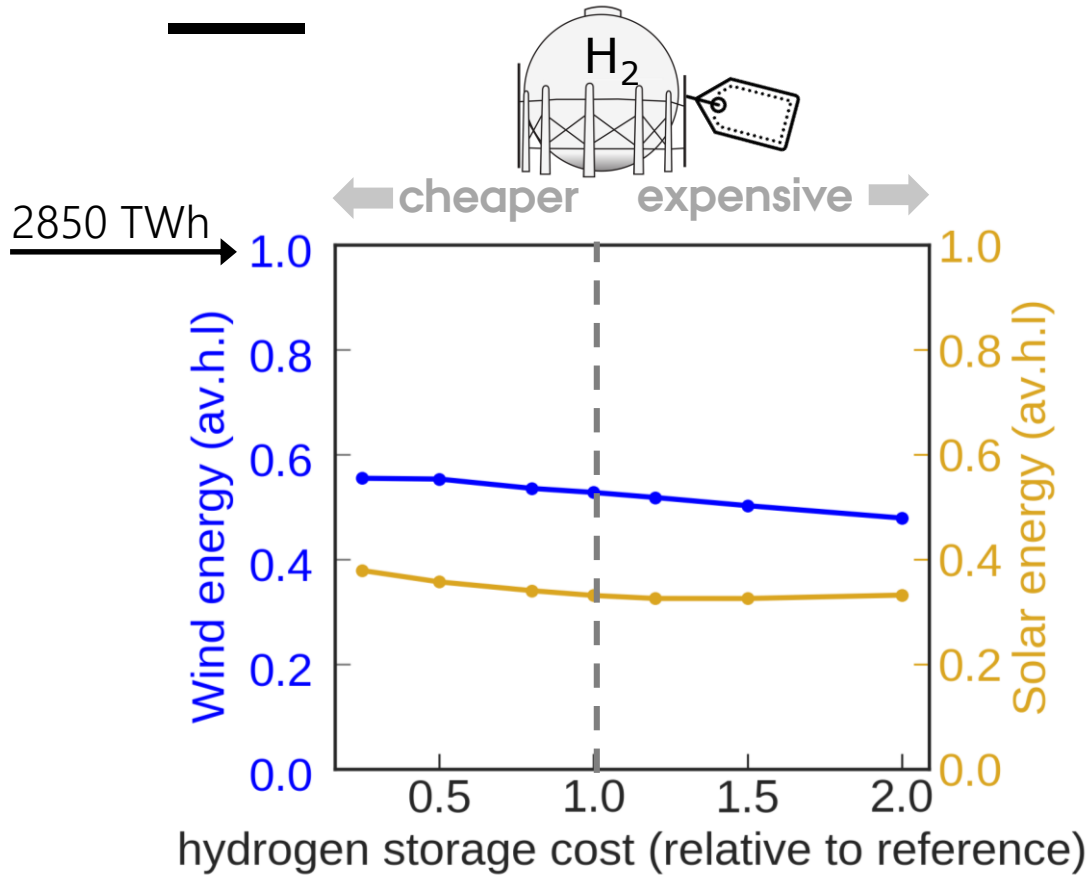 H2
cheaper expensive
2850 TWh
1.0 1.0
0.8 0.8
0.6 0.6
0.4 0.4
0.2 0.2
0.0 0.0
Wind energy (av.h.l)
Solar energy (av.h.l)
0.5 1.0 1.5 2.0
hydrogen storage cost (relative to reference)